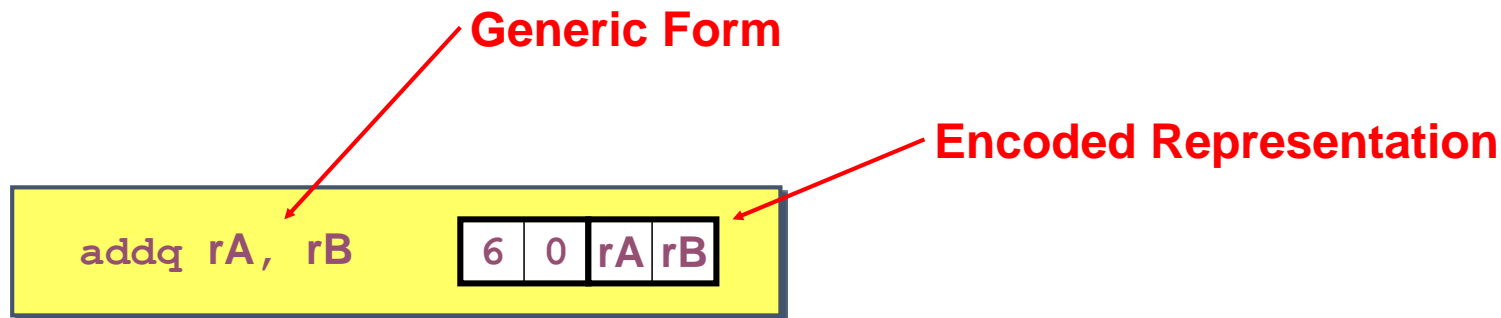 Generic Form
Encoded Representation
addq rA, rB 6 0 rA rB